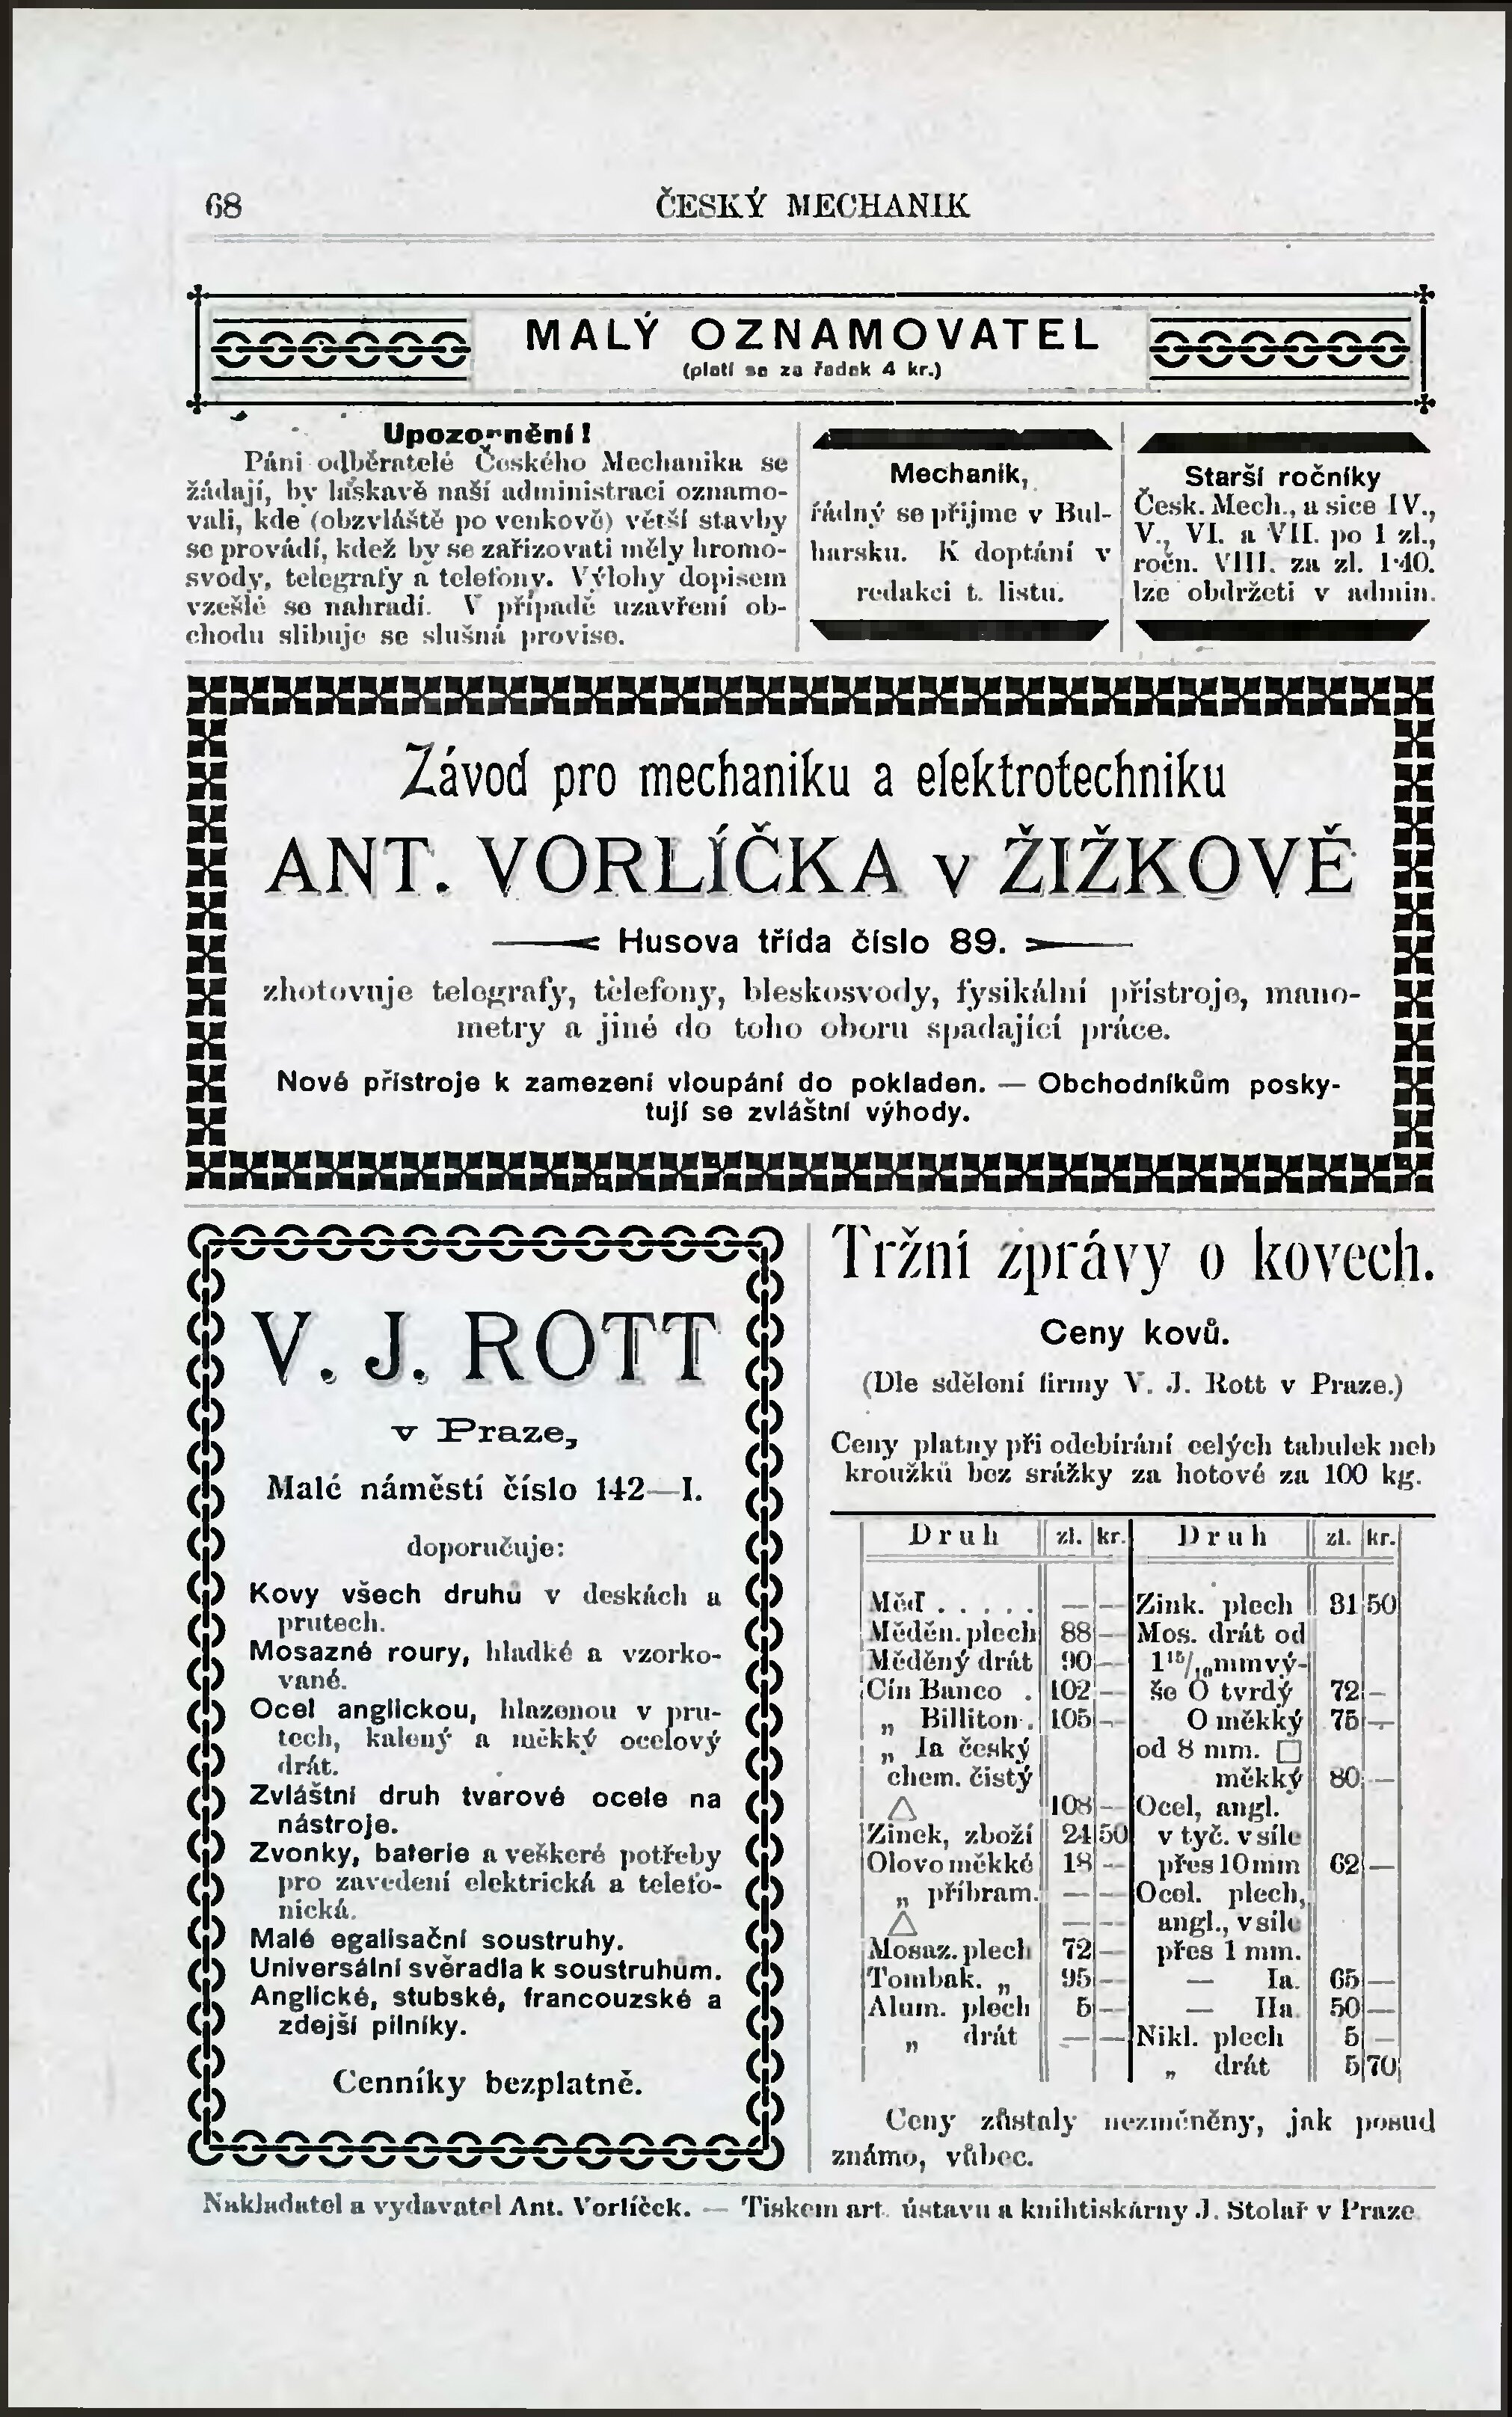 68
ČESKÝ MECHANIK
MALÝ OZNAMOVATEL
(platí se za řádek 4 kr.)
Upozornění!
Páni odběratelé Českého Mechanika se
žádají, by laskavě naší administraci oznamo-
vali, kde (obzvláště po venkově) větší stavby
se provádí, kdež by se zařizovati měly hromo-
svody, telegrafy a telefony. Výlohy dopisem
vzešlé se nahradí. V případě uzavření ob-
chodu slibuje se slušná provise.
Mechanik,
řádný se přijme v Bul-
harsku. K doptání v
redakci t. listu.
Starší ročníky
Česk. Mech., a sice IV.,
V., VI. a VII. po 1 zl.,
ročn. VIII. za zl. 1·40.
lze obdržeti v admin.
Závod pro mechaniku a elektrotechniku
ANT. VORLÍČKA v ŽIŽKOVĚ
Husova třída číslo 89.
zhotovuje telegrafy, telefony, bleskosvody, fysikální přístroje, mano-
metry a jiné do toho oboru spadající práce.
Nové přístroje k zamezení vloupání do pokladen. — Obchodníkům posky-
tují se zvláštní výhody.
V. J. ROTT
v Praze,
Malé náměstí číslo 142—I.
doporučuje:
Kovy všech druhů v deskách a
prutech.
Mosazné roury, hladké a vzorko-
vané.
Ocel anglickou, hlazenou v pru-
tech, kalený a měkký ocelový
drát.
Zvláštní druh tvarové ocele na
nástroje.
Zvonky, baterie a veškeré potřeby
pro zavedení elektrická a telefo-
nická.
Malé egalisační soustruhy.
Universální svěradla k soustruhům.
Anglické, stubské, francouzské a
zdejší pilníky.
Cenníky bezplatně.
Tržní zprávy o kovech.
Ceny kovů.
(Dle sdělení firmy V. J. Rott v Praze.)
Ceny platny při odebírání celých tabulek neb
kroužků bez srážky za hotové za 100 kg.
Druh zl. kr.
Měď . . . . . — —
Měděn. plech 88 —
Měděný drát 90 —
Cín Banco . 102 —
„ Billiton . 105 —
„ Ia český
chem. čistý
△ 108 —
Zinek, zboží 24 50
Olovo měkké 18 —
„ příbram. — —
△ — —
Mosaz. plech 72 —
Tombak. „ 95 —
Alum. plech 5 —
„ drát — —
Druh zl. kr.
Zink. plech 31 50
Mos. drát od
1¹⁵/₁₀ mm vý-
še O tvrdý 72 —
O měkký 75 —
od 8 mm. □
měkký 80 —
Ocel, angl.
v tyč. v síle
přes 10 mm 62 —
Ocel. plech,
angl., v síle
přes 1 mm.
— Ia. 65 —
— IIa. 50 —
Nikl. plech 5 —
„ drát 5 70
Ceny zůstaly nezměněny, jak posud
známo, vůbec.
Nakladatel a vydavatel Ant. Vorlíček. — Tiskem art. ústavu a knihtiskárny J. Stolař v Praze